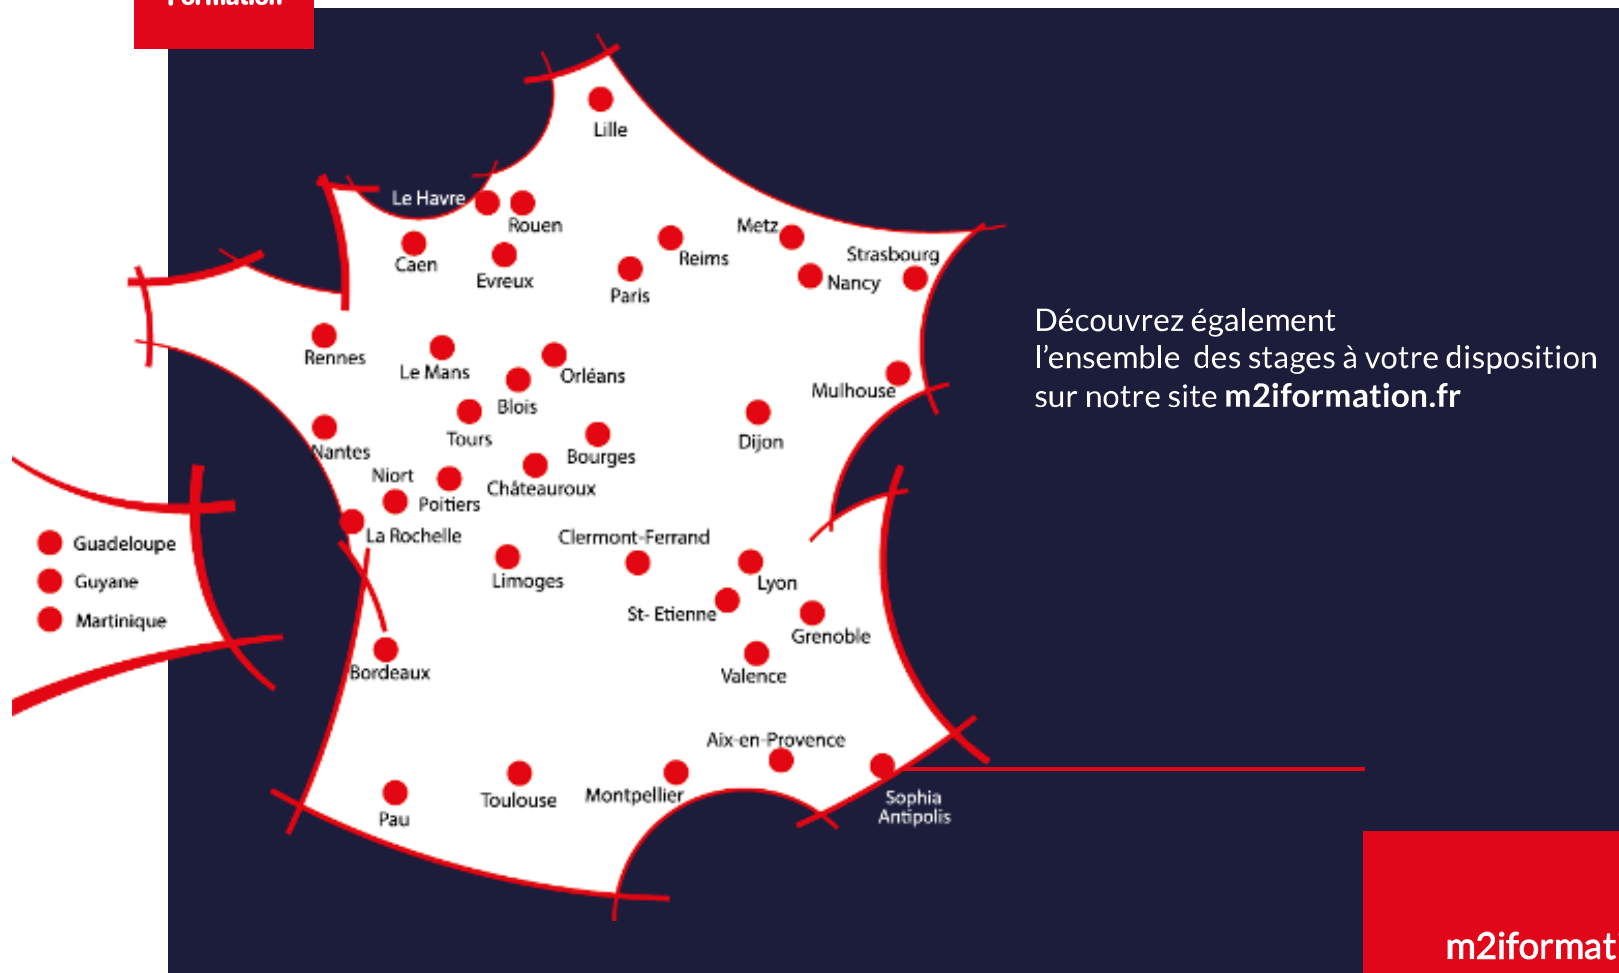 Formation
Lille
Le Havre
Rouen
Caen
Evreux
Paris
Reims
Metz
Nancy
Strasbourg
Rennes
Le Mans
Orléans
Blois
Tours
Mulhouse
Dijon
Nantes
Bourges
Niort
Poitiers
Châteauroux
La Rochelle
Clermont-Ferrand
Limoges
Lyon
St- Etienne
Grenoble
Valence
Bordeaux
Aix-en-Provence
Pau
Toulouse
Montpellier
Sophia
Antipolis
Guadeloupe
Guyane
Martinique
Découvrez également
l'ensemble des stages à votre disposition
sur notre site m2iformation.fr
m2iformati